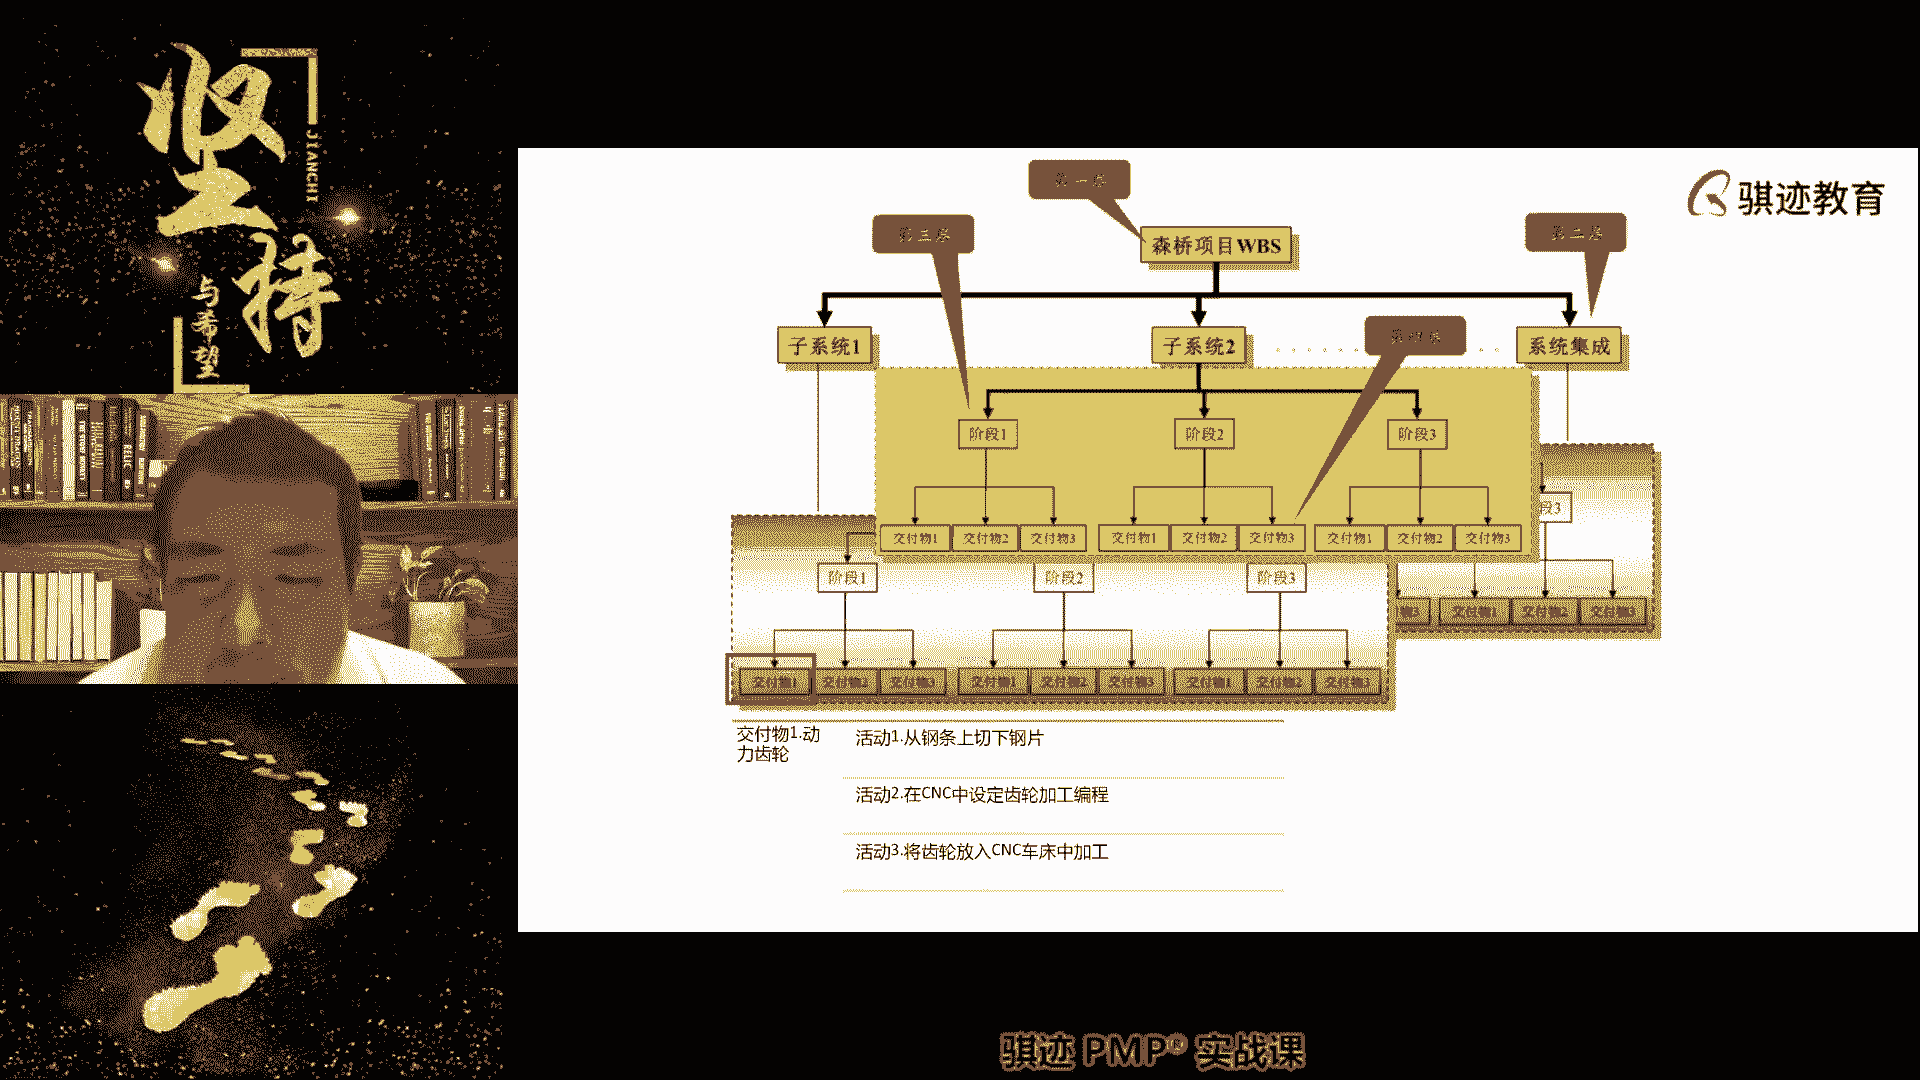 坚持
JIANCHI
与希望
RELIC
骐迹教育
第一层
第三层
第二层
森桥项目WBS
子系统1
子系统2
系统集成
第四层
阶段1
阶段2
阶段3
交付物1 交付物2 交付物3 交付物1 交付物2 交付物3 交付物1 交付物2 交付物3
段3
阶段1
阶段2
阶段3
物3 交付物1 交付物2 交付物3
交付物1 交付物2 交付物3 交付物1 交付物2 交付物3 交付物1 交付物2 交付物3
交付物1.动
力齿轮
活动1.从钢条上切下钢片
活动2.在CNC中设定齿轮加工编程
活动3.将齿轮放入CNC车床中加工
骐迹 PMP® 实战课